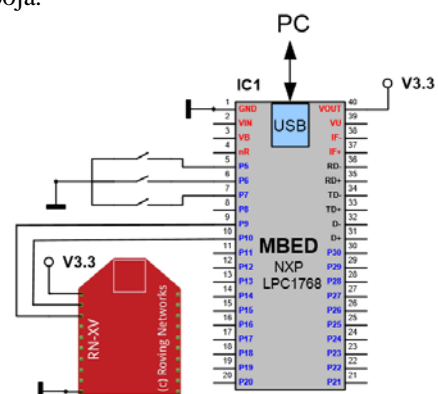 oja.
PC
IC1
V3.3
1 GND VOUT 40
2 VIN VU 39
3 VB IF- 38
4 nR IF+ 37
5 P5 RD- 36
6 P6 RD+ 35
7 P7 TD- 34
8 P8 TD+ 33
9 P9 D- 32
10 P10 D+ 31
11 P11 P30 30
12 P12 P29 29
13 P13 P28 28
14 P14 P27 27
15 P15 P26 26
16 P16 P25 25
17 P17 P24 24
18 P18 P23 23
19 P19 P22 22
20 P20 P21 21
USB
MBED
NXP
LPC1768
V3.3
RN-XV
(c) Roving Networks